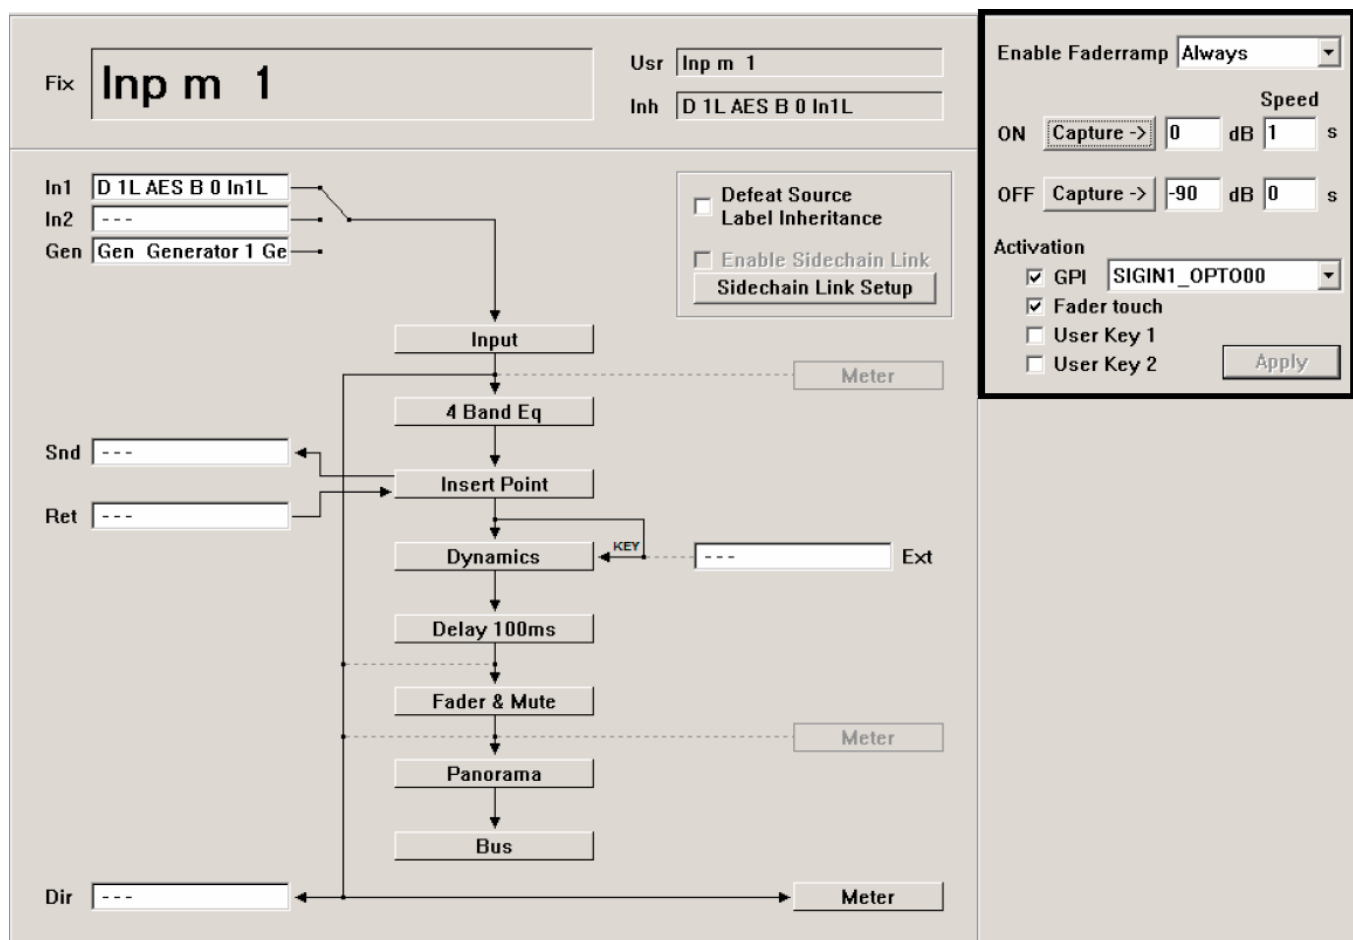 Fix Inp m 1
Usr Inp m 1
Inh D 1L AES B 0 In1L
In1 D 1L AES B 0 In1L
In2 ---
Gen Gen Generator 1 Ge
Defeat Source
Label Inheritance
Enable Sidechain Link
Sidechain Link Setup
Input
Meter
4 Band Eq
Snd ---
Insert Point
Ret ---
Dynamics
KEY
--- Ext
Delay 100ms
Fader & Mute
Meter
Panorama
Bus
Dir ---
Meter
Enable Faderramp Always
Speed
ON Capture -> 0 dB 1 s
OFF Capture -> -90 dB 0 s
Activation
GPI SIGIN1_OPTO00
Fader touch
User Key 1
User Key 2
Apply